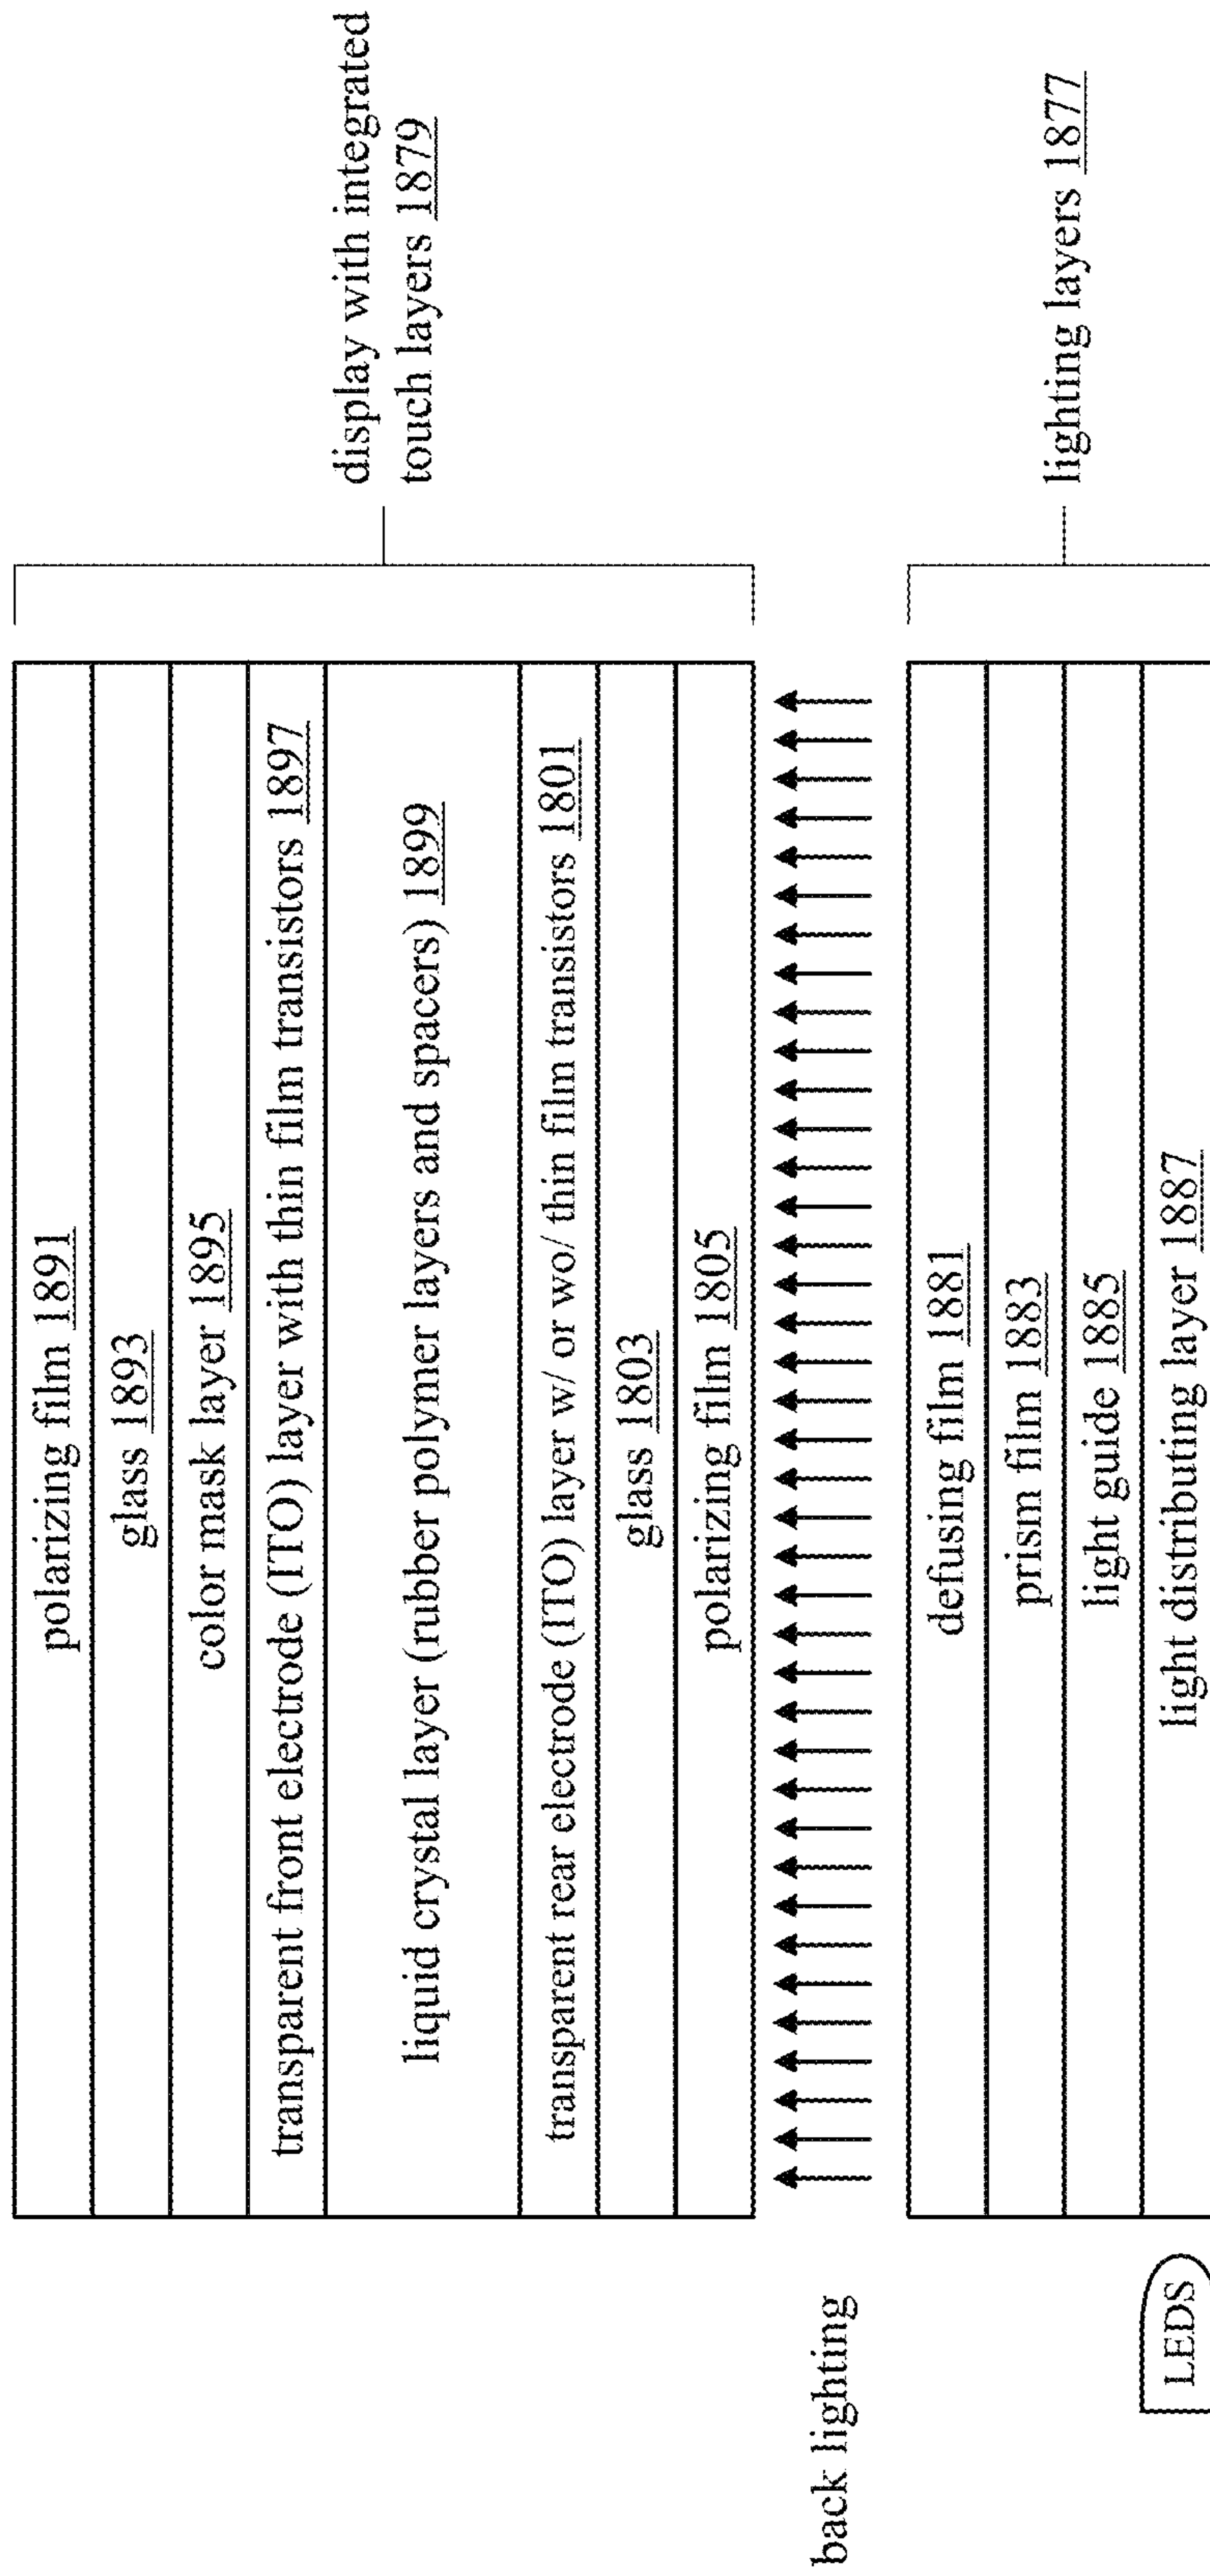 polarizing film 1891
glass 1893
color mask layer 1895
transparent front electrode (ITO) layer with thin film transistors 1897
liquid crystal layer (rubber polymer layers and spacers) 1899
transparent rear electrode (ITO) layer w/ or wo/ thin film transistors 1801
glass 1803
polarizing film 1805
display with integrated
touch layers 1879
back lighting
defusing film 1881
prism film 1883
light guide 1885
light distributing layer 1887
lighting layers 1877
LEDS